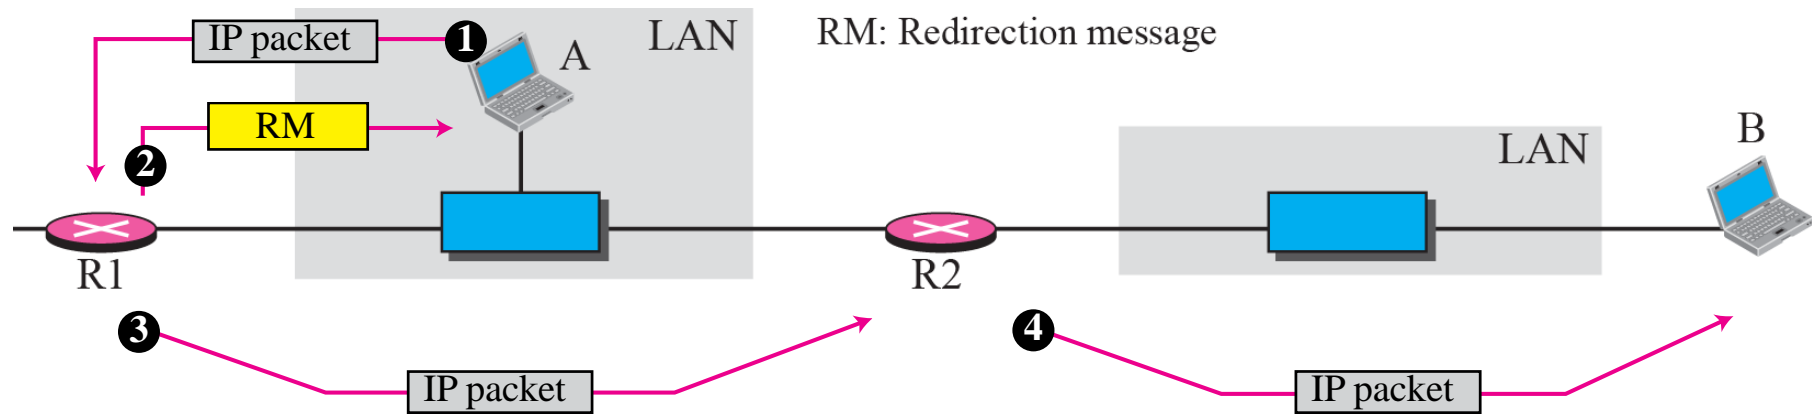 1
IP packet
LAN
RM: Redirection message
A
RM
2
LAN
B
R1
R2
3
4
IP packet
IP packet